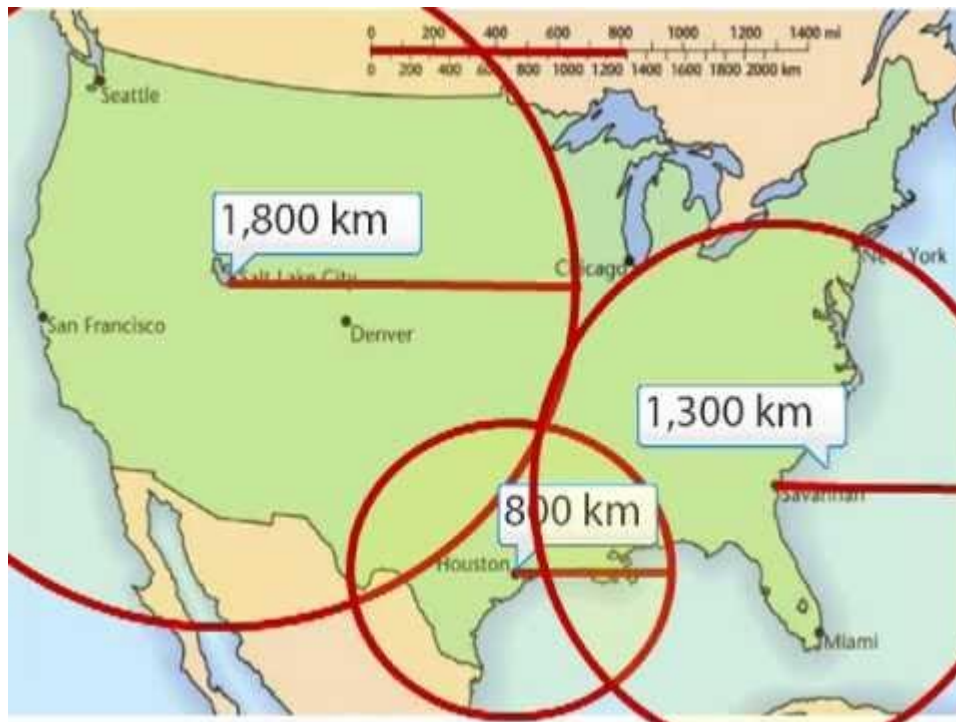 0 200 400 600 800 1000 1200 1400 mi
0 200 400 600 800 1000 1200 1400 1600 1800 2000 km
Seattle
1,800 km
Salt Lake City
Chicago
New York
San Francisco
Denver
1,300 km
Savannah
800 km
Houston
Miami